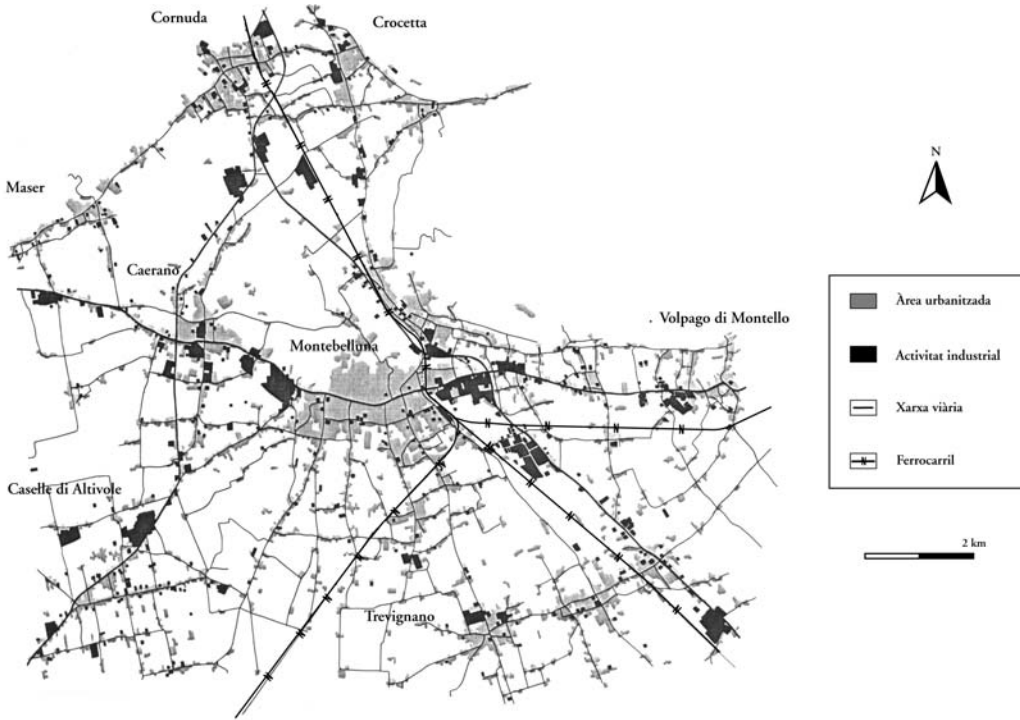 Cornuda
Crocetta
Maser
Caerano
Montebelluna
Volpago di Montello
Caselle di Altivole
Trevignano
N
Àrea urbanitzada
Activitat industrial
Xarxa viària
Ferrocarril
2 km